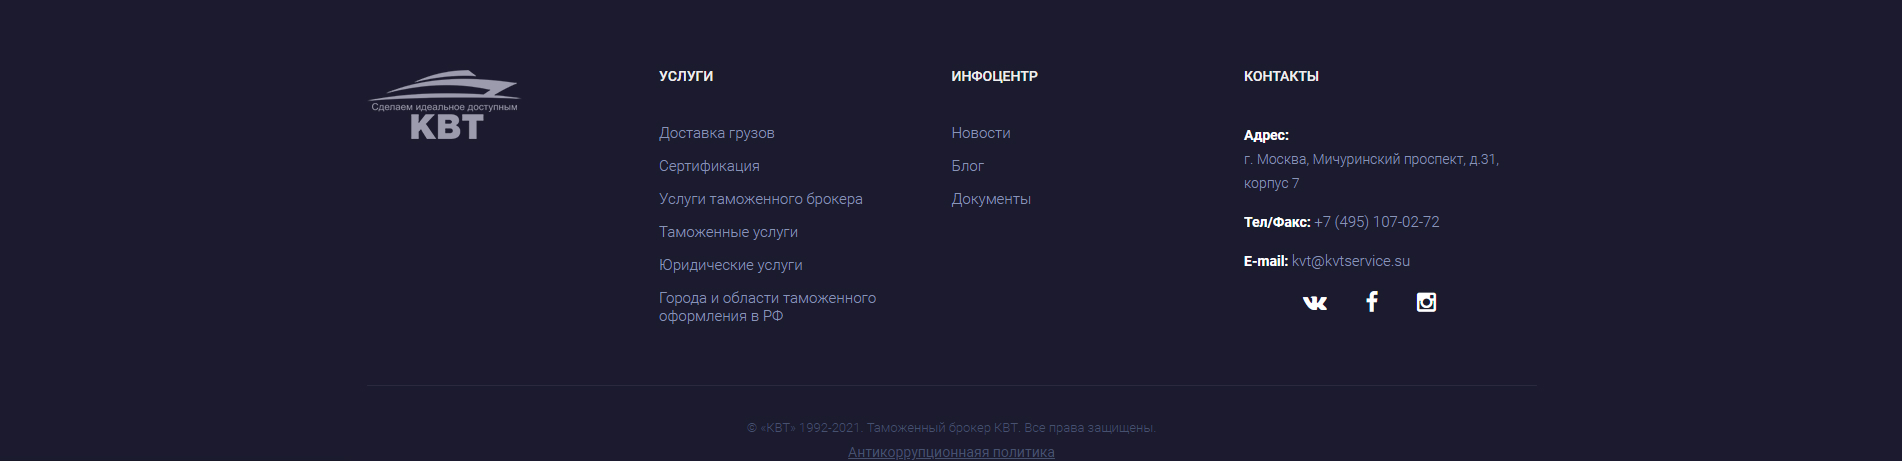 Сделаем идеальное доступным
КВТ
УСЛУГИ
Доставка грузов
Сертификация
Услуги таможенного брокера
Таможенные услуги
Юридические услуги
Города и области таможенного
оформления в РФ
ИНФОЦЕНТР
Новости
Блог
Документы
КОНТАКТЫ
Адрес:
г. Москва, Мичуринский проспект, д.31,
корпус 7
Тел/Факс: +7 (495) 107-02-72
E-mail: kvt@kvtservice.su
© «КВТ» 1992-2021. Таможенный брокер КВТ. Все права защищены.
Антикоррупционнаяя политика